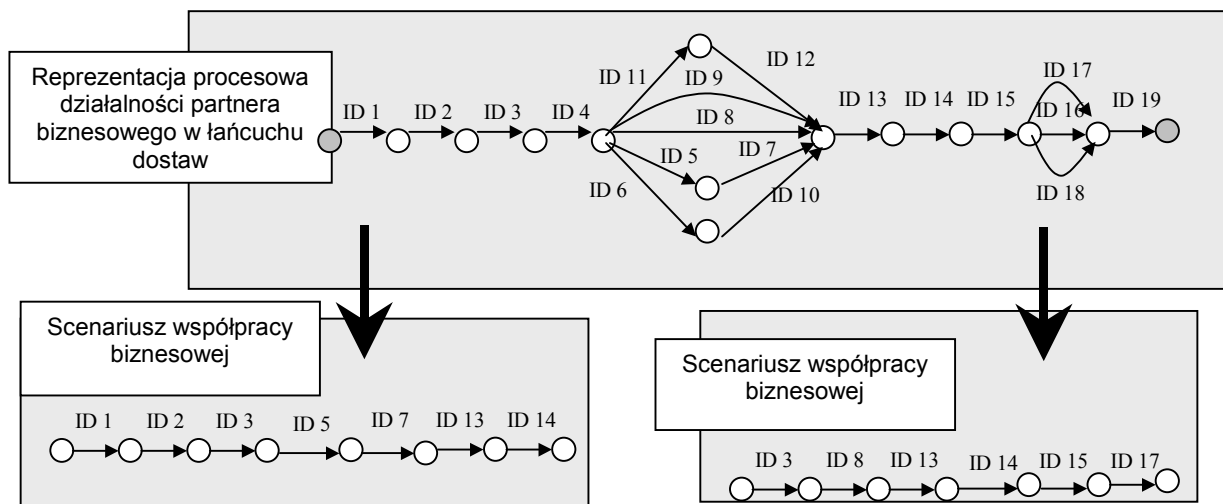 Reprezentacja procesowa
działalności partnera
biznesowego w łańcuchu
dostaw
ID 1
ID 2
ID 3
ID 4
ID 11
ID 12
ID 9
ID 8
ID 5
ID 7
ID 6
ID 10
ID 13
ID 14
ID 15
ID 17
ID 16
ID 18
ID 19
Scenariusz współpracy
biznesowej
ID 1
ID 2
ID 3
ID 5
ID 7
ID 13
ID 14
Scenariusz współpracy
biznesowej
ID 3
ID 8
ID 13
ID 14
ID 15
ID 17